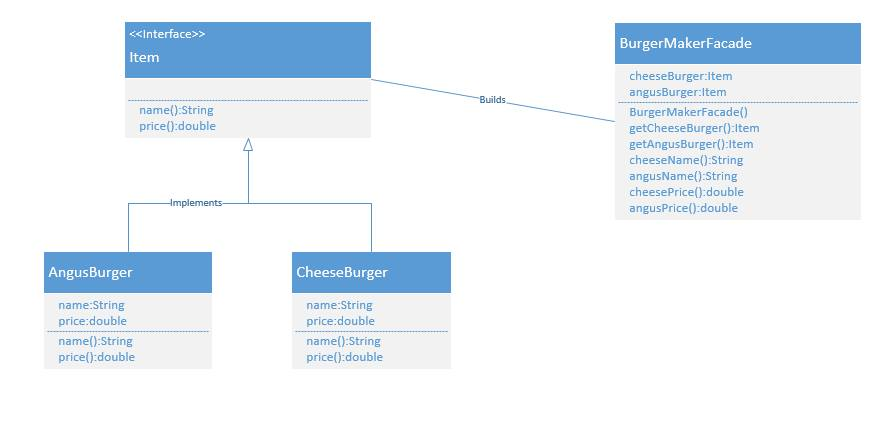 <<Interface>>
Item
name():String
price():double
Builds
BurgerMakerFacade
cheeseBurger:Item
angusBurger:Item
BurgerMakerFacade()
getCheeseBurger():Item
getAngusBurger():Item
cheeseName():String
angusName():String
cheesePrice():double
angusPrice():double
Implements
AngusBurger
name:String
price:double
name():String
price():double
CheeseBurger
name:String
price:double
name():String
price():double